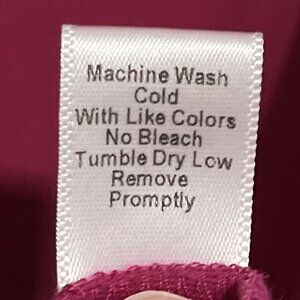 Machine Wash
Cold
With Like Colors
No Bleach
Tumble Dry Low
Remove
Promptly